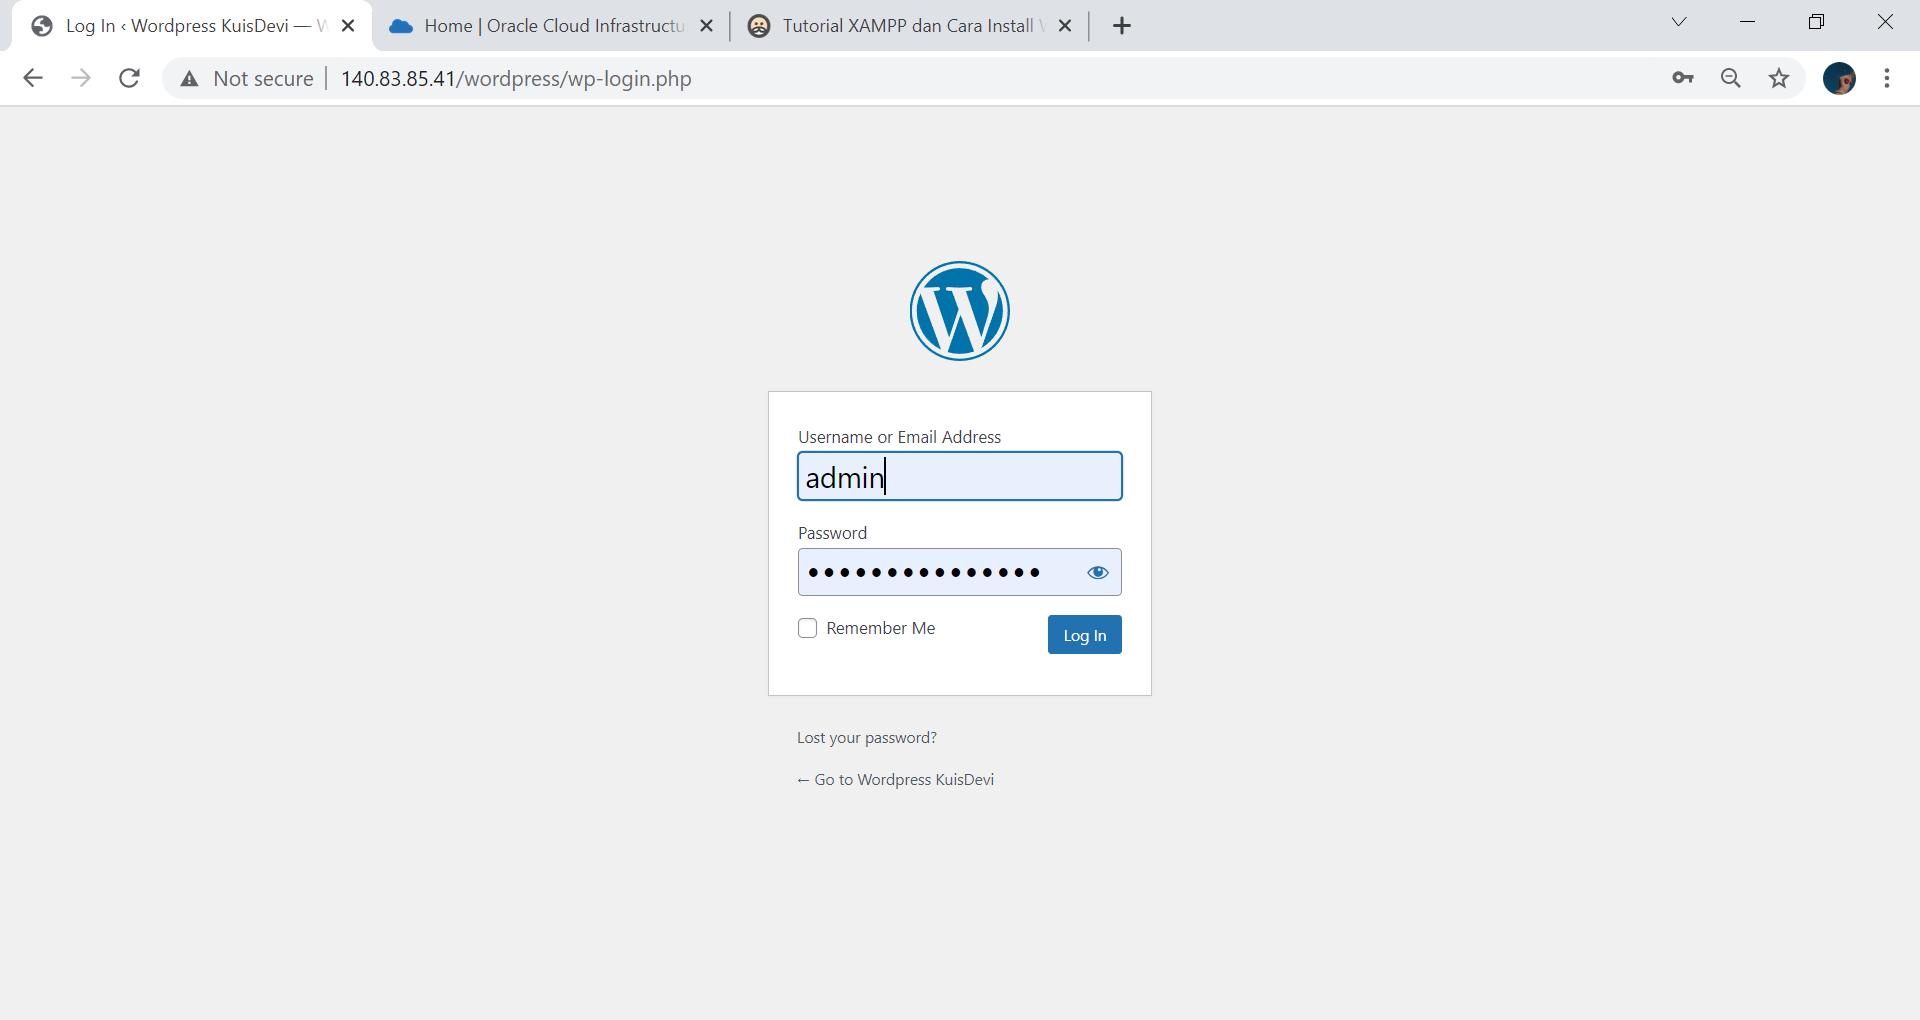 Log In ‹ Wordpress KuisDevi — W
Home | Oracle Cloud Infrastructu
Tutorial XAMPP dan Cara Install W
Not secure
140.83.85.41/wordpress/wp-login.php
Username or Email Address
admin
Password
Remember Me
Log In
Lost your password?
← Go to Wordpress KuisDevi